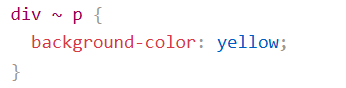 div ~ p {
  background-color: yellow;
}